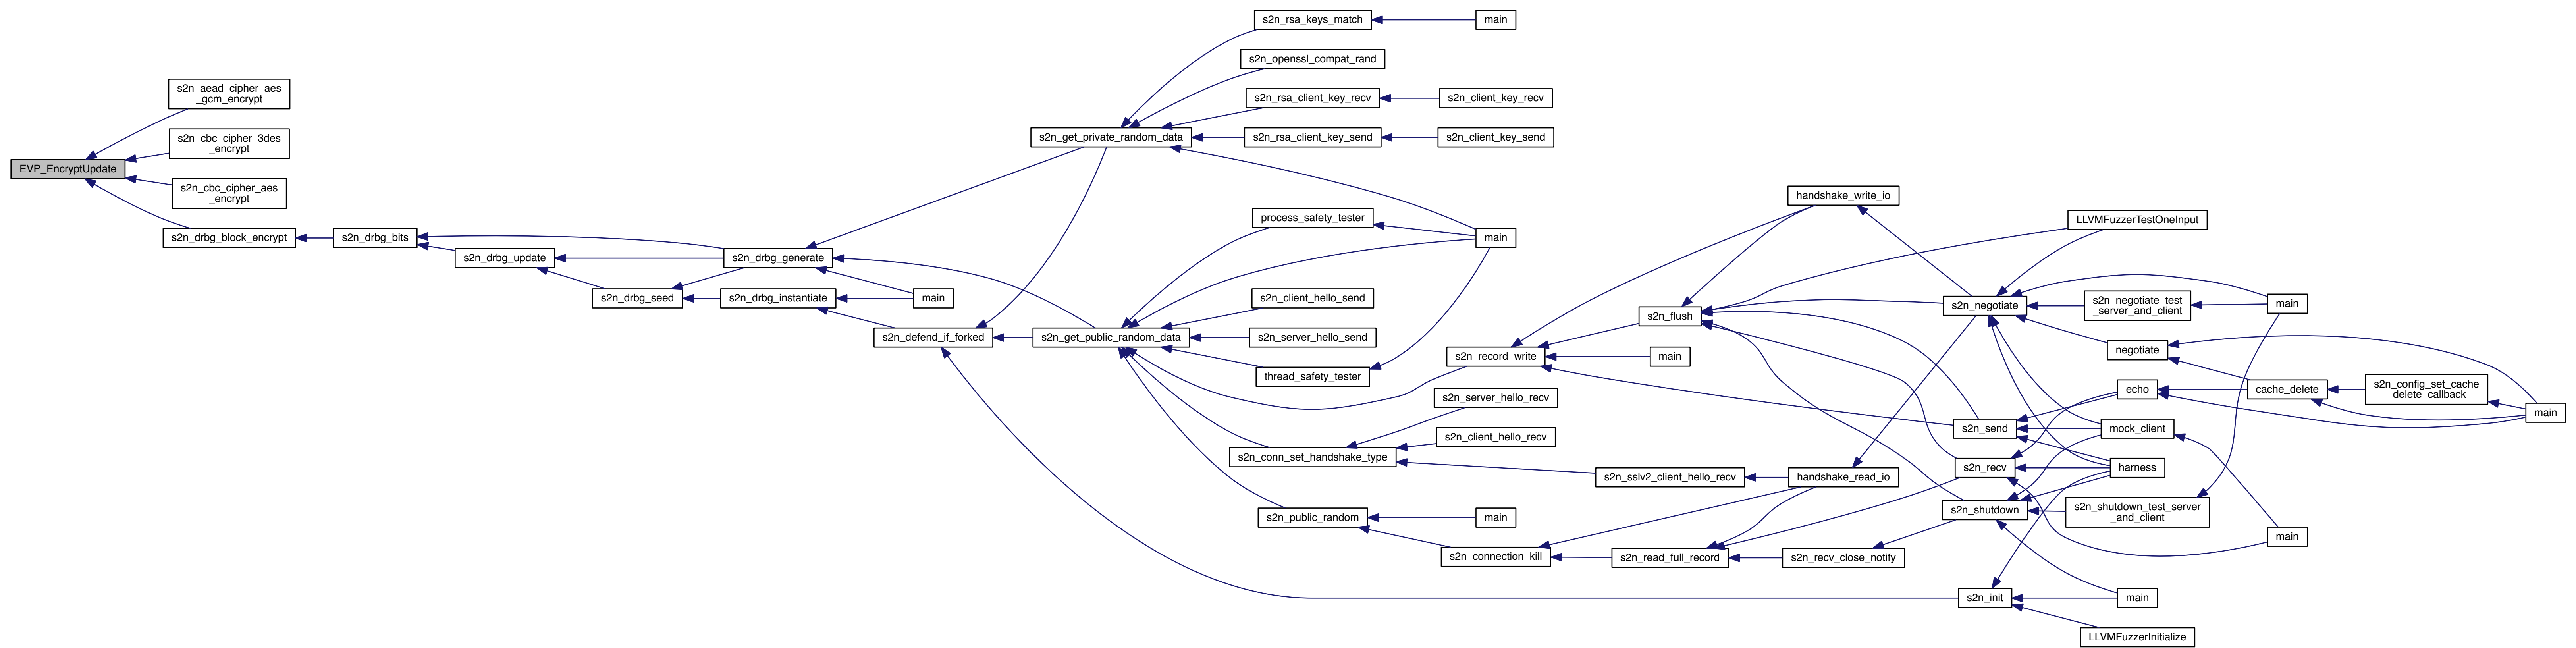 EVP_EncryptUpdate
s2n_aead_cipher_aes
_gcm_encrypt
s2n_cbc_cipher_3des
_encrypt
s2n_cbc_cipher_aes
_encrypt
s2n_drbg_block_encrypt
s2n_drbg_bits
s2n_drbg_update
s2n_drbg_seed
s2n_drbg_generate
s2n_drbg_instantiate
main
s2n_defend_if_forked
s2n_get_private_random_data
s2n_get_public_random_data
s2n_rsa_keys_match
main
s2n_openssl_compat_rand
s2n_rsa_client_key_recv
s2n_client_key_recv
s2n_rsa_client_key_send
s2n_client_key_send
process_safety_tester
main
s2n_client_hello_send
s2n_server_hello_send
thread_safety_tester
s2n_record_write
main
s2n_server_hello_recv
s2n_client_hello_recv
s2n_conn_set_handshake_type
s2n_sslv2_client_hello_recv
s2n_public_random
main
s2n_connection_kill
s2n_read_full_record
s2n_recv_close_notify
handshake_write_io
s2n_flush
handshake_read_io
s2n_negotiate
s2n_send
s2n_recv
s2n_shutdown
s2n_init
LLVMFuzzerTestOneInput
s2n_negotiate_test
_server_and_client
main
negotiate
echo
cache_delete
s2n_config_set_cache
_delete_callback
main
mock_client
harness
s2n_shutdown_test_server
_and_client
main
main
LLVMFuzzerInitialize